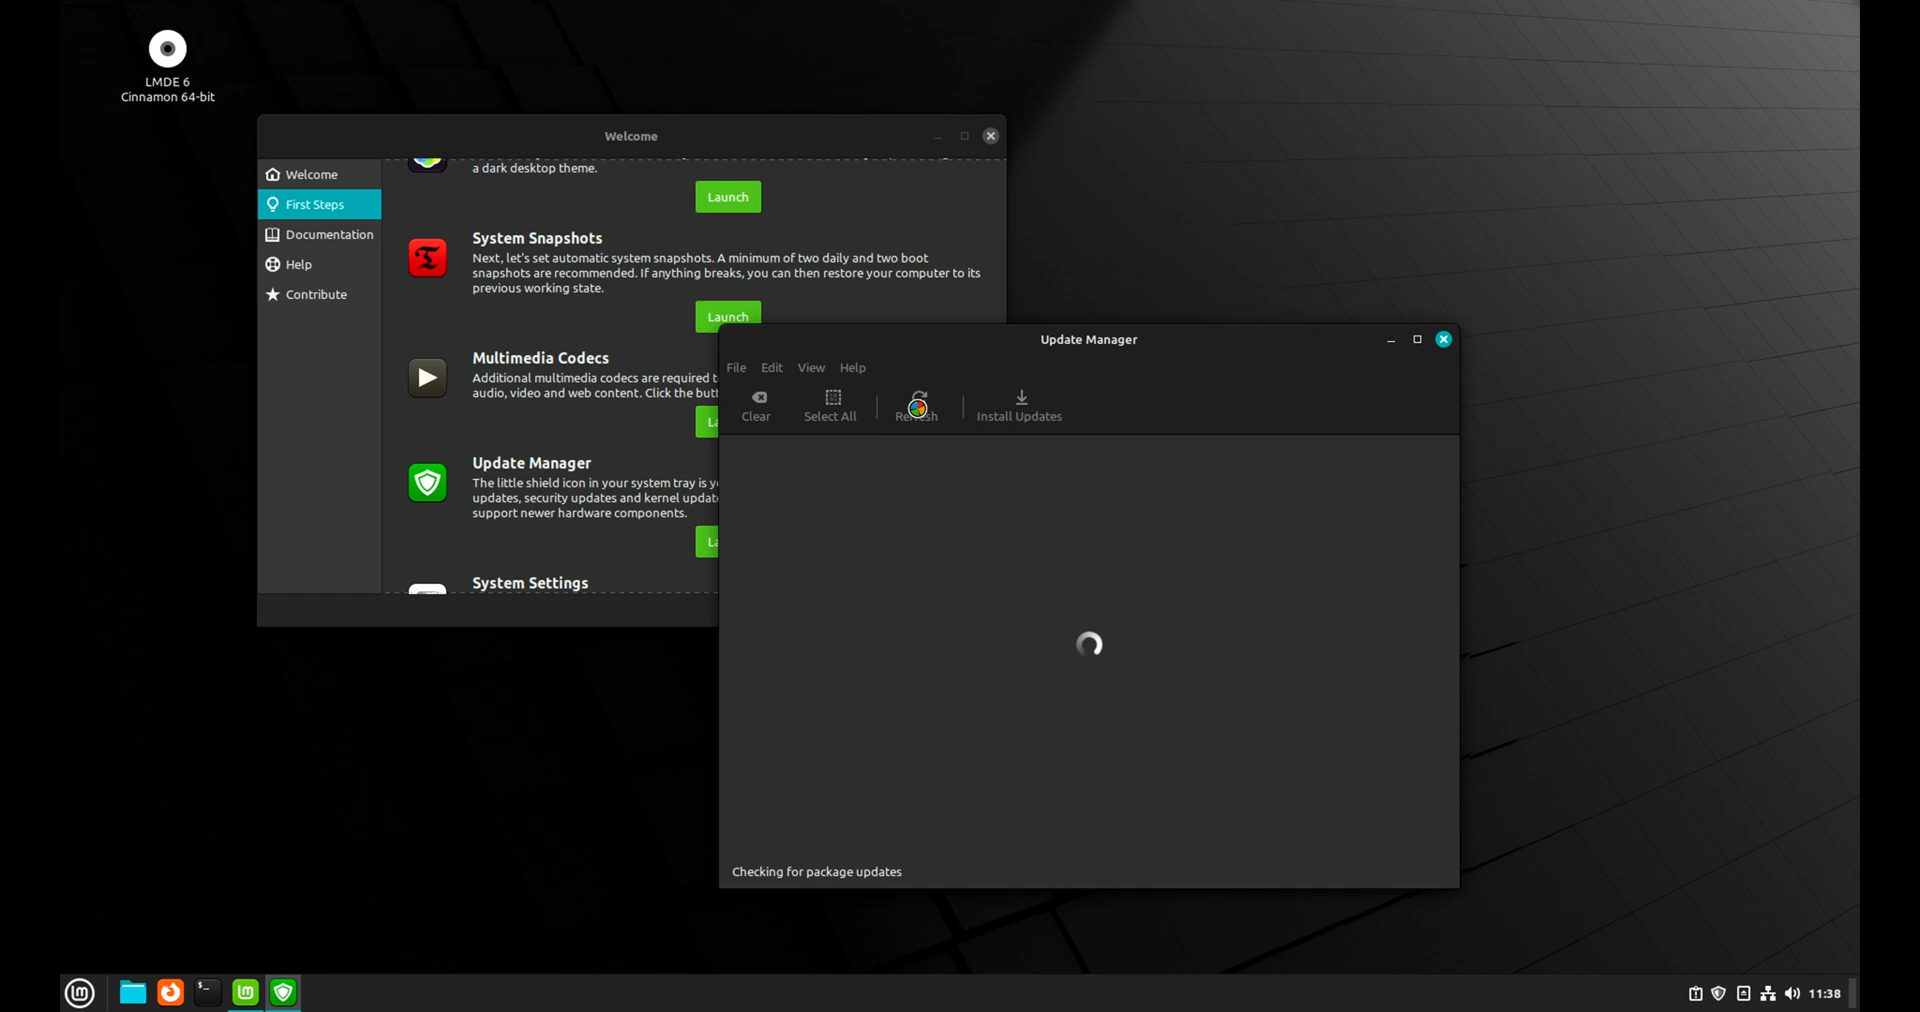 LMDE 6
Cinnamon 64-bit
Welcome
Welcome
First Steps
Documentation
Help
Contribute
a dark desktop theme.
Launch
System Snapshots
Next, let's set automatic system snapshots. A minimum of two daily and two boot
snapshots are recommended. If anything breaks, you can then restore your computer to its
previous working state.
Launch
Multimedia Codecs
Additional multimedia codecs are required
audio, video and web content. Click the
Update Manager
The little shield icon in your system tray is
updates, security updates and kernel
support newer hardware components.
System Settings
Update Manager
File Edit View Help
Clear Select All Refresh Install Updates
Checking for package updates
$_
11:38